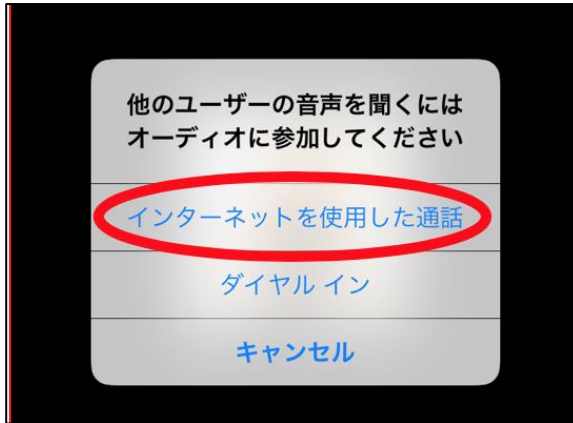 他のユーザーの音声を聞くには
オーディオに参加してください
インターネットを使用した通話
ダイヤル イン
キャンセル